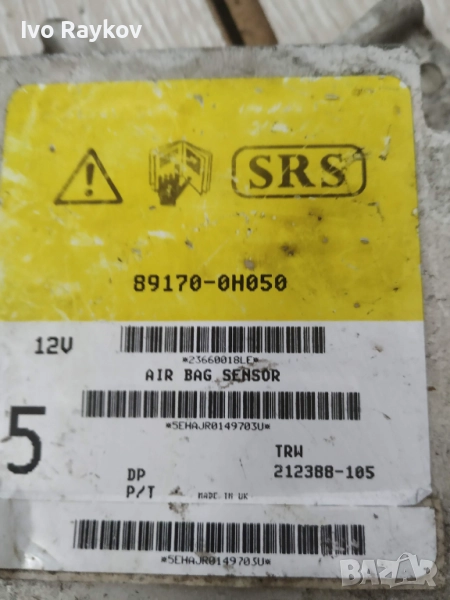 Ivo Raykov
SRS
89170-0H050
12V
*23660018LE*
AIR BAG SENSOR
5
*5EHAJR0149703U*
TRW
DP
212388-105
P/T
MADE IN UK
*5EHAJR0149703U*
BAZAR